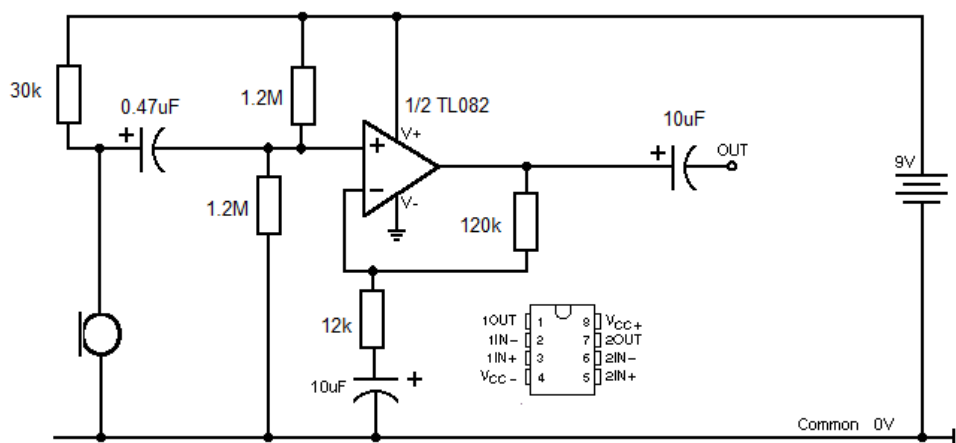 30k
0.47uF
+
1.2M
1.2M
1/2 TL082
V+
+
−
V-
120k
10uF
+
OUT
9V
12k
10uF
+
1OUT 1 8 VCC+
1IN- 2 7 2OUT
1IN+ 3 6 2IN-
VCC- 4 5 2IN+
Common 0V